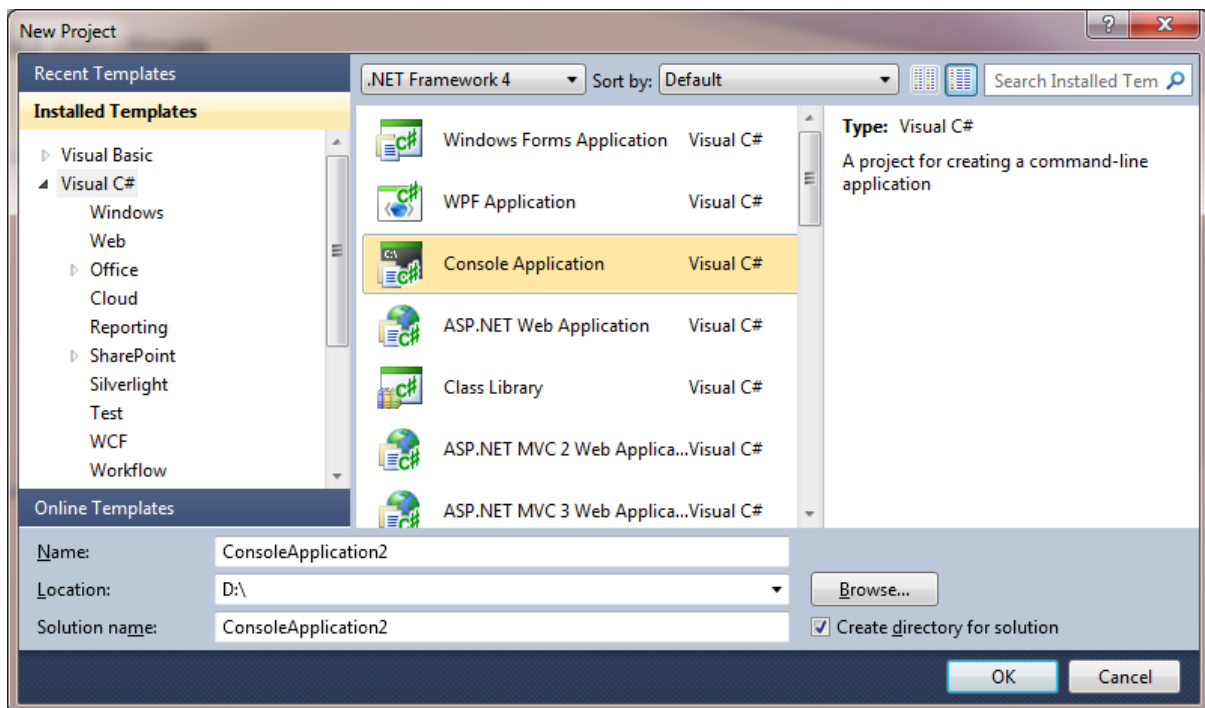 New Project
Recent Templates
Installed Templates
Visual Basic
Visual C#
Windows
Web
Office
Cloud
Reporting
SharePoint
Silverlight
Test
WCF
Workflow
Online Templates
.NET Framework 4 Sort by: Default Search Installed Tem
Windows Forms Application Visual C#
WPF Application Visual C#
Console Application Visual C#
ASP.NET Web Application Visual C#
Class Library Visual C#
ASP.NET MVC 2 Web Applica...Visual C#
ASP.NET MVC 3 Web Applica...Visual C#
Type: Visual C#
A project for creating a command-line
application
Name: ConsoleApplication2
Location: D:\ Browse...
Solution name: ConsoleApplication2 Create directory for solution
OK Cancel